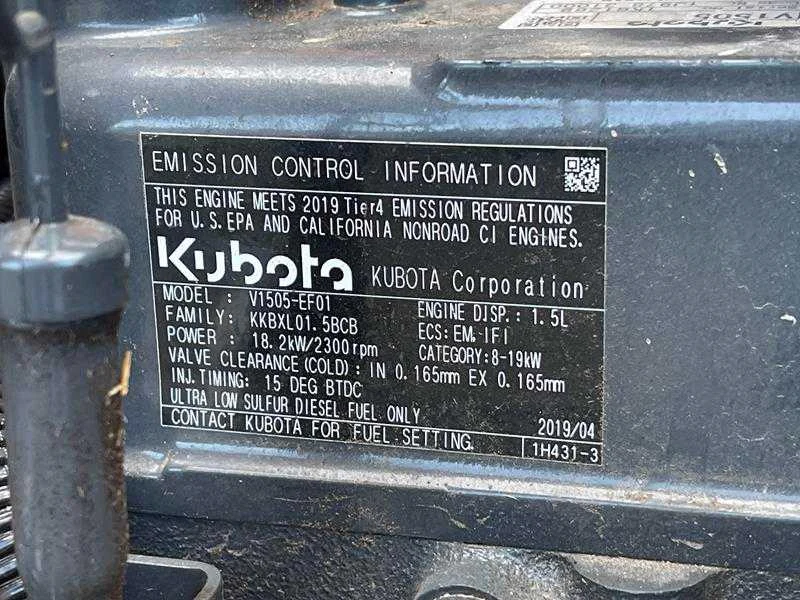 Kubota
V1505
EMISSION CONTROL INFORMATION
THIS ENGINE MEETS 2019 Tier4 EMISSION REGULATIONS
FOR U.S.EPA AND CALIFORNIA NONROAD CI ENGINES.
Kubota KUBOTA Corporation
MODEL : V1505-EF01 ENGINE DISP.: 1.5L
FAMILY: KKBXL01.5BCB ECS: EM, IFI
POWER : 18.2kW/2300rpm CATEGORY:8-19kW
VALVE CLEARANCE(COLD): IN 0.165mm EX 0.165mm
INJ.TIMING: 15 DEG BTDC
ULTRA LOW SULFUR DIESEL FUEL ONLY 2019/04
CONTACT KUBOTA FOR FUEL SETTING. 1H431-3